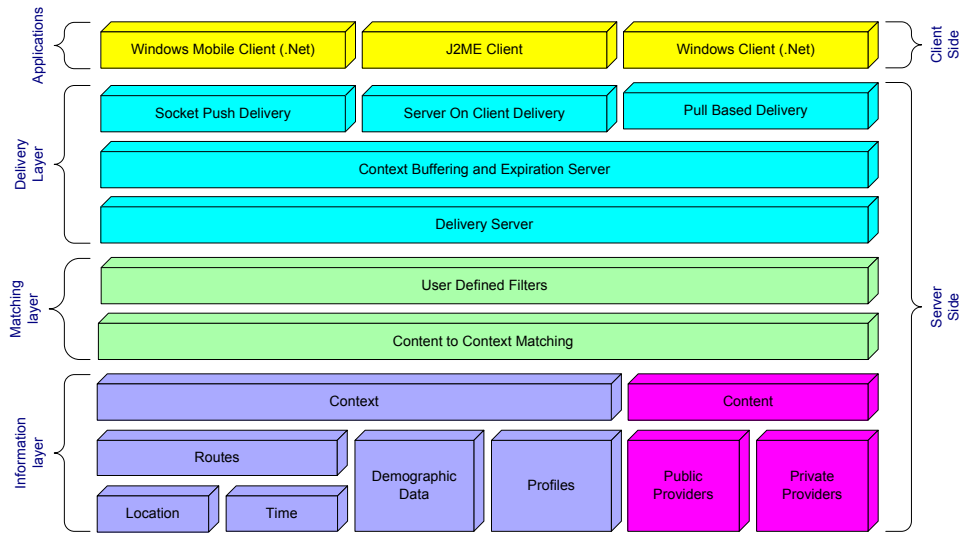 Applications
Windows Mobile Client (.Net)
J2ME Client
Windows Client (.Net)
Client
Side
Delivery
Layer
Socket Push Delivery
Server On Client Delivery
Pull Based Delivery
Context Buffering and Expiration Server
Delivery Server
Matching
layer
User Defined Filters
Content to Context Matching
Server
Side
Information
layer
Context
Content
Routes
Demographic
Data
Profiles
Public
Providers
Private
Providers
Location
Time